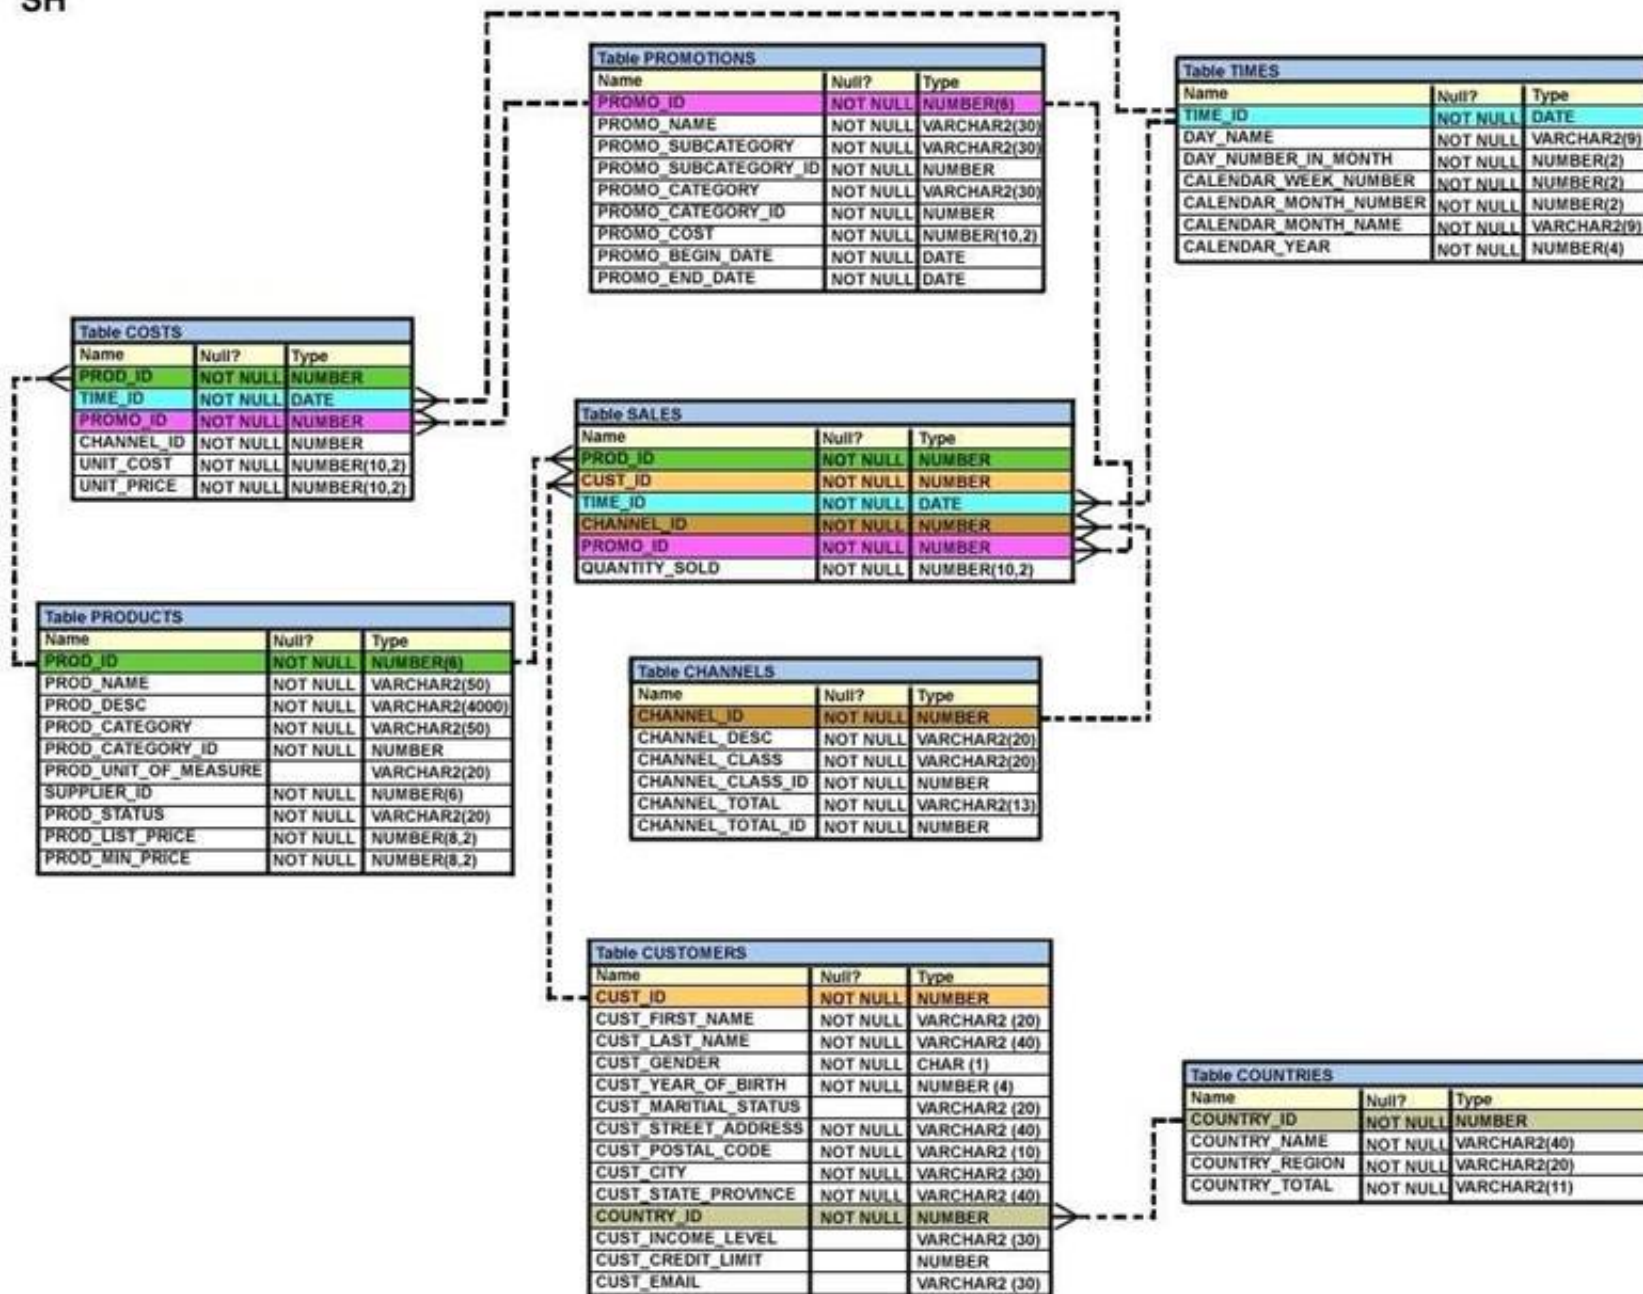 SH
Table PROMOTIONS
Name Null? Type
PROMO_ID NOT NULL NUMBER(6)
PROMO_NAME NOT NULL VARCHAR2(30)
PROMO_SUBCATEGORY NOT NULL VARCHAR2(30)
PROMO_SUBCATEGORY_ID NOT NULL NUMBER
PROMO_CATEGORY NOT NULL VARCHAR2(30)
PROMO_CATEGORY_ID NOT NULL NUMBER
PROMO_COST NOT NULL NUMBER(10,2)
PROMO_BEGIN_DATE NOT NULL DATE
PROMO_END_DATE NOT NULL DATE
Table TIMES
Name Null? Type
TIME_ID NOT NULL DATE
DAY_NAME NOT NULL VARCHAR2(9)
DAY_NUMBER_IN_MONTH NOT NULL NUMBER(2)
CALENDAR_WEEK_NUMBER NOT NULL NUMBER(2)
CALENDAR_MONTH_NUMBER NOT NULL NUMBER(2)
CALENDAR_MONTH_NAME NOT NULL VARCHAR2(9)
CALENDAR_YEAR NOT NULL NUMBER(4)
Table COSTS
Name Null? Type
PROD_ID NOT NULL NUMBER
TIME_ID NOT NULL DATE
PROMO_ID NOT NULL NUMBER
CHANNEL_ID NOT NULL NUMBER
UNIT_COST NOT NULL NUMBER(10,2)
UNIT_PRICE NOT NULL NUMBER(10,2)
Table SALES
Name Null? Type
PROD_ID NOT NULL NUMBER
CUST_ID NOT NULL NUMBER
TIME_ID NOT NULL DATE
CHANNEL_ID NOT NULL NUMBER
PROMO_ID NOT NULL NUMBER
QUANTITY_SOLD NOT NULL NUMBER(10,2)
Table PRODUCTS
Name Null? Type
PROD_ID NOT NULL NUMBER(6)
PROD_NAME NOT NULL VARCHAR2(50)
PROD_DESC NOT NULL VARCHAR2(4000)
PROD_CATEGORY NOT NULL VARCHAR2(50)
PROD_CATEGORY_ID NOT NULL NUMBER
PROD_UNIT_OF_MEASURE VARCHAR2(20)
SUPPLIER_ID NOT NULL NUMBER(6)
PROD_STATUS NOT NULL VARCHAR2(20)
PROD_LIST_PRICE NOT NULL NUMBER(8,2)
PROD_MIN_PRICE NOT NULL NUMBER(8,2)
Table CHANNELS
Name Null? Type
CHANNEL_ID NOT NULL NUMBER
CHANNEL_DESC NOT NULL VARCHAR2(20)
CHANNEL_CLASS NOT NULL VARCHAR2(20)
CHANNEL_CLASS_ID NOT NULL NUMBER
CHANNEL_TOTAL NOT NULL VARCHAR2(13)
CHANNEL_TOTAL_ID NOT NULL NUMBER
Table CUSTOMERS
Name Null? Type
CUST_ID NOT NULL NUMBER
CUST_FIRST_NAME NOT NULL VARCHAR2 (20)
CUST_LAST_NAME NOT NULL VARCHAR2 (40)
CUST_GENDER NOT NULL CHAR (1)
CUST_YEAR_OF_BIRTH NOT NULL NUMBER (4)
CUST_MARITIAL_STATUS VARCHAR2 (20)
CUST_STREET_ADDRESS NOT NULL VARCHAR2 (40)
CUST_POSTAL_CODE NOT NULL VARCHAR2 (10)
CUST_CITY NOT NULL VARCHAR2 (30)
CUST_STATE_PROVINCE NOT NULL VARCHAR2 (40)
COUNTRY_ID NOT NULL NUMBER
CUST_INCOME_LEVEL VARCHAR2 (30)
CUST_CREDIT_LIMIT NUMBER
CUST_EMAIL VARCHAR2 (30)
Table COUNTRIES
Name Null? Type
COUNTRY_ID NOT NULL NUMBER
COUNTRY_NAME NOT NULL VARCHAR2(40)
COUNTRY_REGION NOT NULL VARCHAR2(20)
COUNTRY_TOTAL NOT NULL VARCHAR2(11)